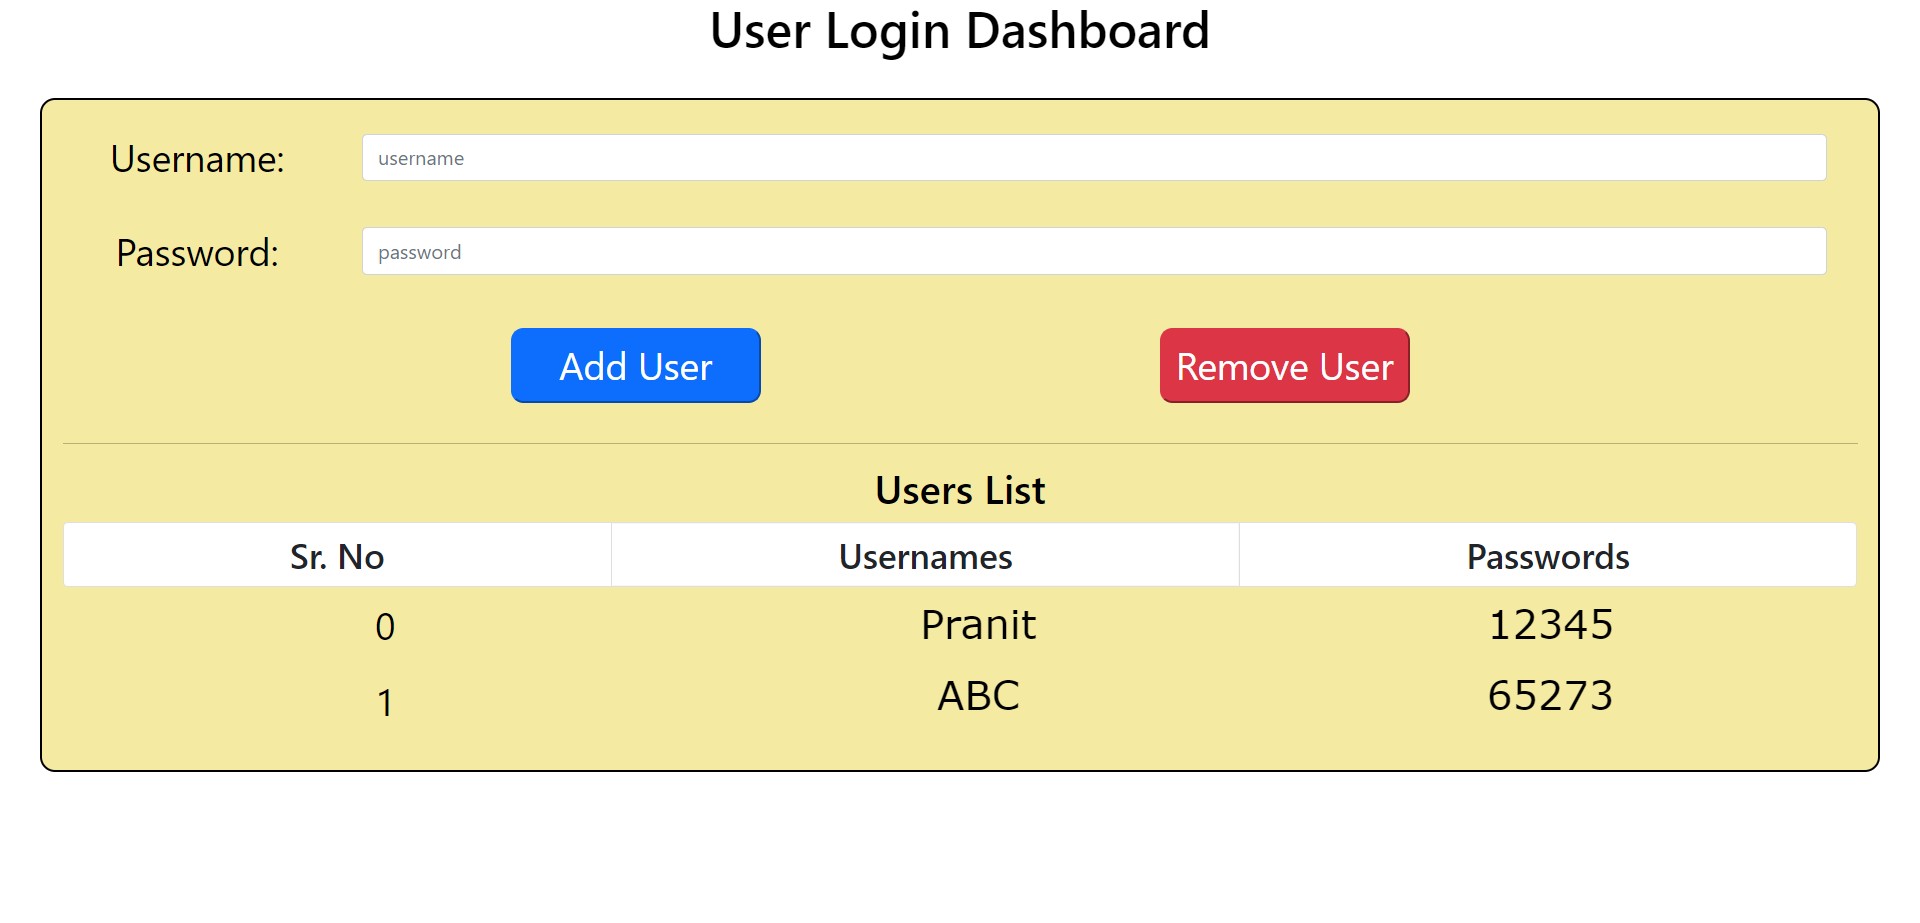 User Login Dashboard
Username: username
Password: password
Add User Remove User
Users List
Sr. No Usernames Passwords
0 Pranit 12345
1 ABC 65273